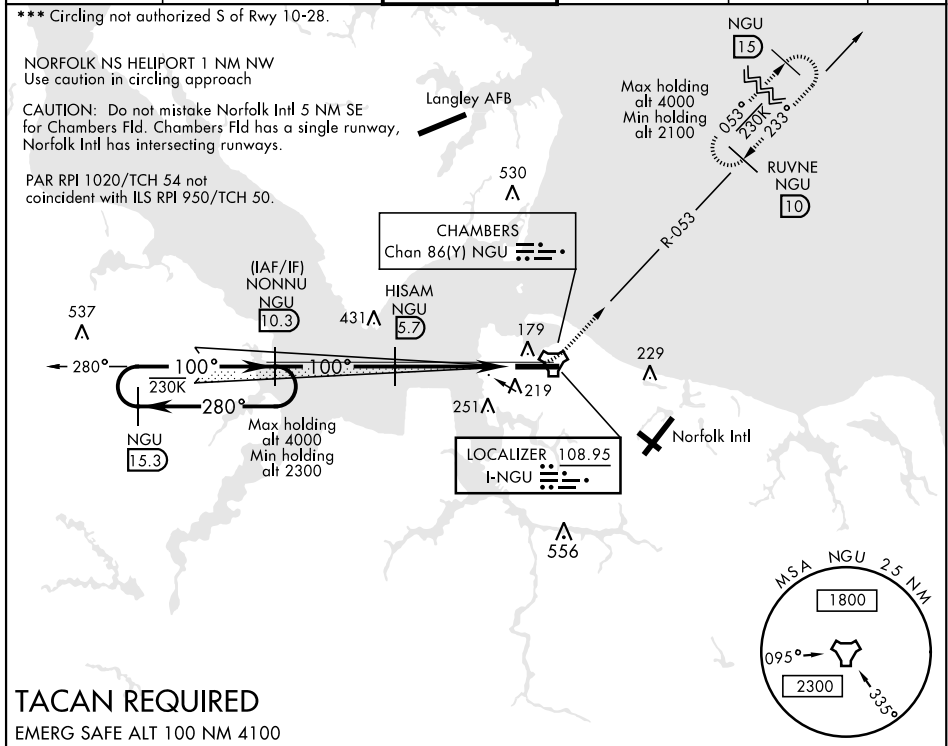 *** Circling not authorized S of Rwy 10-28.
NORFOLK NS HELIPORT 1 NM NW
Use caution in circling approach
CAUTION: Do not mistake Norfolk Intl 5 NM SE
for Chambers Fld. Chambers Fld has a single runway,
Norfolk Intl has intersecting runways.
PAR RPI 1020/TCH 54 not
coincident with ILS RPI 950/TCH 50.
Langley AFB
NGU
15
Max holding
alt 4000
Min holding
alt 2100
053°
230K
233°
RUVNE
NGU
10
R-053
530
CHAMBERS
Chan 86(Y) NGU
(IAF/IF)
NONNU
NGU
10.3
HISAM
NGU
5.7
537
431
179
229
280°
100°
100°
230K
280°
219
251
NGU
15.3
Max holding
alt 4000
Min holding
alt 2300
LOCALIZER 108.95
I-NGU
Norfolk Intl
556
MSA NGU 25 NM
1800
095°
2300
335°
TACAN REQUIRED
EMERG SAFE ALT 100 NM 4100